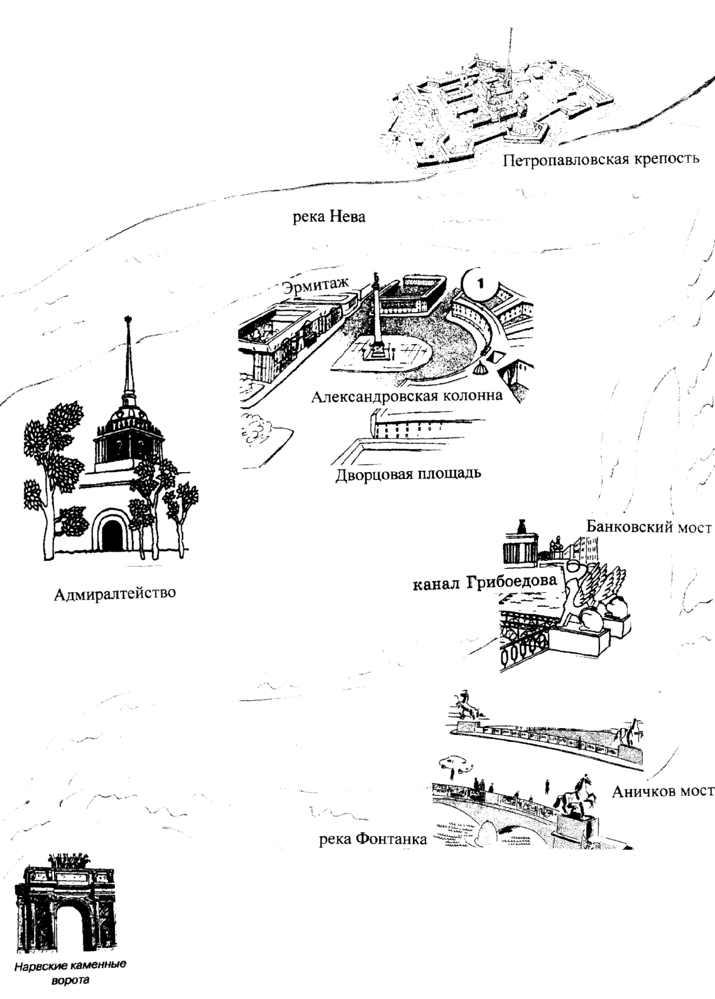 Петропавловская крепость
река Нева
Эрмитаж
1
Александровская колонна
Дворцовая площадь
Банковский мост
канал Грибоедова
Адмиралтейство
Аничков мост
река Фонтанка
Нарвские каменные
ворота